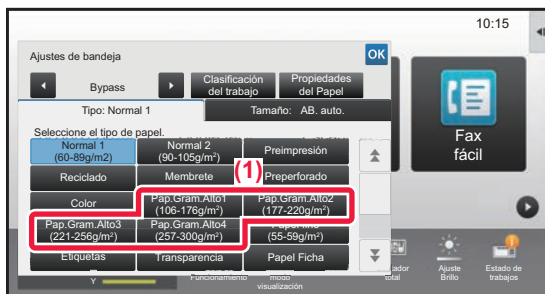 10:15
Ajustes de bandeja
OK
Bypass
Clasificación
del trabajo
Propiedades
del Papel
Tipo: Normal 1
Tamaño: AB. auto.
Seleccione el tipo de papel.
Normal 1
(60-89g/m2)
Normal 2
(90-105g/m²)
Preimpresión
Reciclado
Membrete
(1)
Preperforado
Color
Pap.Gram.Alto1
(106-176g/m²)
Pap.Gram.Alto2
(177-220g/m²)
Pap.Gram.Alto3
(221-256g/m²)
Pap.Gram.Alto4
(257-300g/m²)
(55-59g/m²)
Etiquetas
Transparencia
Papel Ficha
Fax
fácil
Y
Funcionamiento
modo
visualización
total
Ajuste
Brillo
Estado de
trabajos